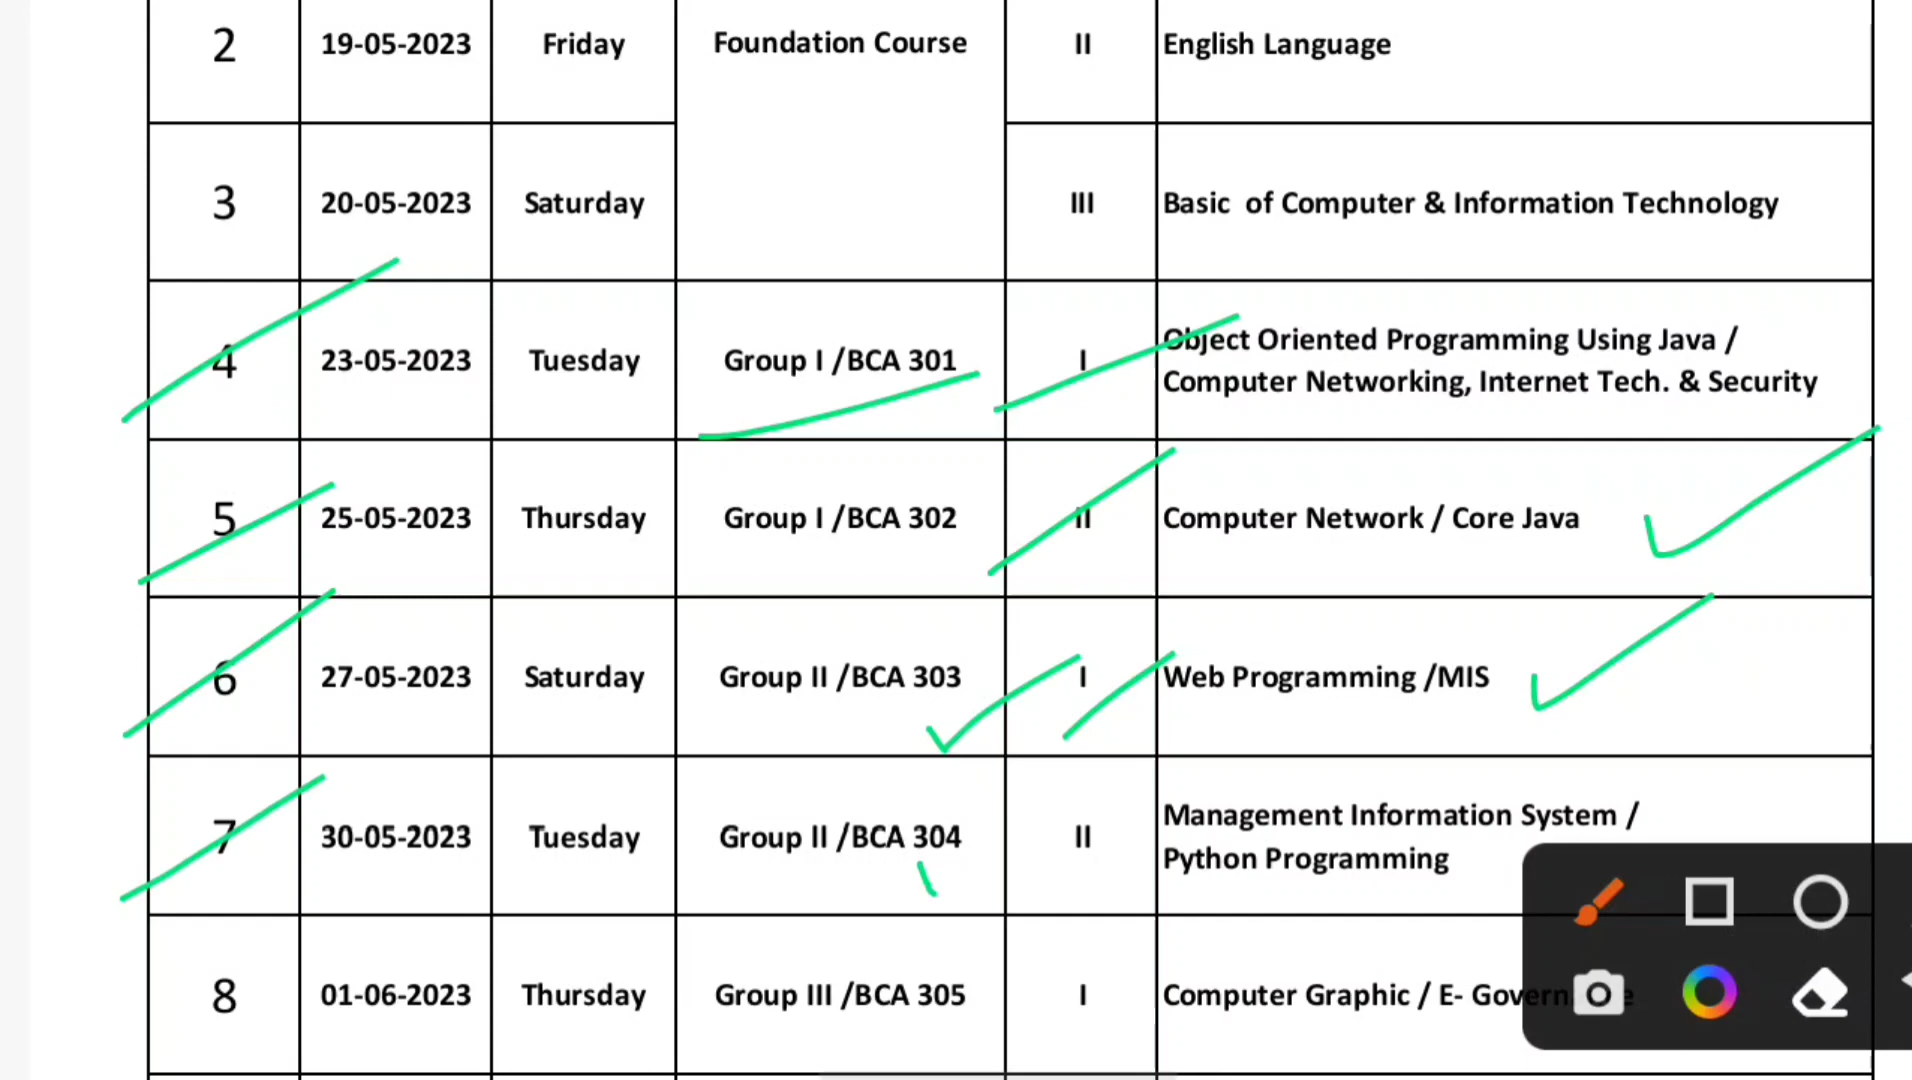 2 19-05-2023 Friday Foundation Course II English Language
3 20-05-2023 Saturday III Basic of Computer & Information Technology
4 23-05-2023 Tuesday Group I /BCA 301 I Object Oriented Programming Using Java /
Computer Networking, Internet Tech. & Security
5 25-05-2023 Thursday Group I /BCA 302 II Computer Network / Core Java
6 27-05-2023 Saturday Group II /BCA 303 I Web Programming /MIS
7 30-05-2023 Tuesday Group II /BCA 304 II Management Information System /
Python Programming
8 01-06-2023 Thursday Group III /BCA 305 I Computer Graphic / E-